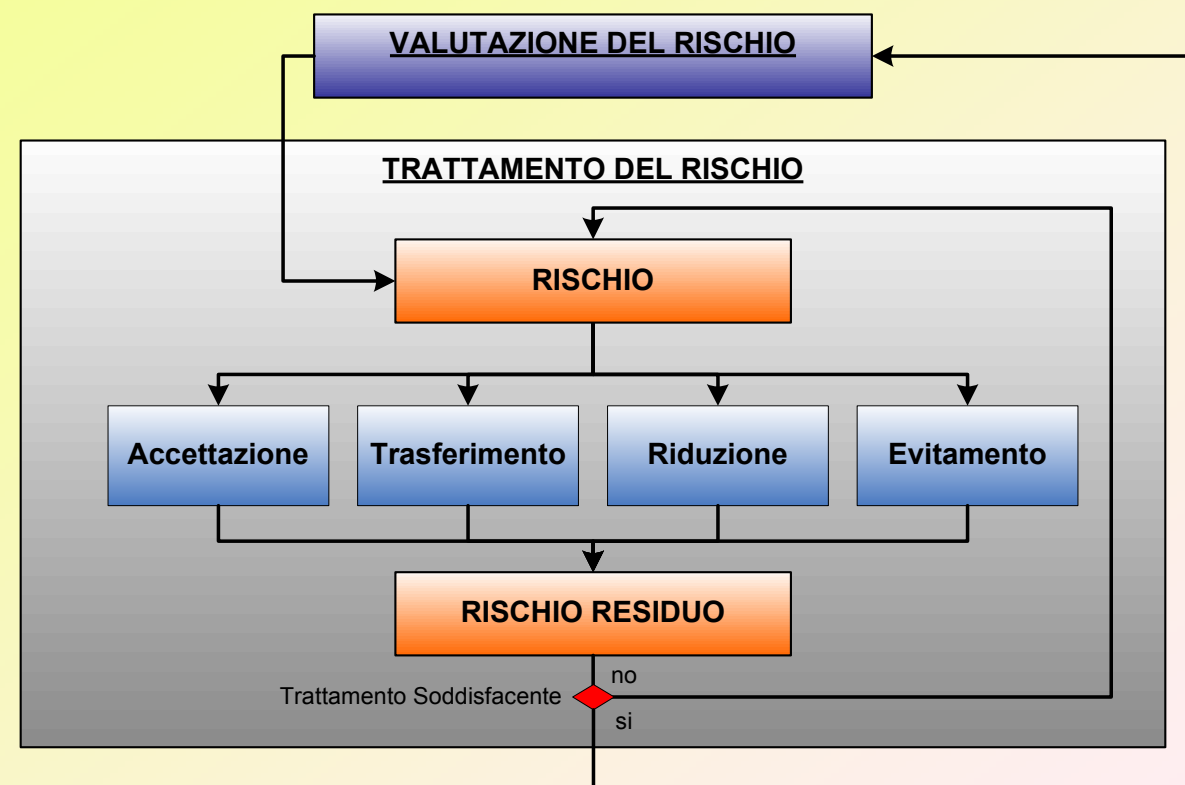 VALUTAZIONE DEL RISCHIO
TRATTAMENTO DEL RISCHIO
RISCHIO
Accettazione
Trasferimento
Riduzione
Evitamento
RISCHIO RESIDUO
no
Trattamento Soddisfacente
si